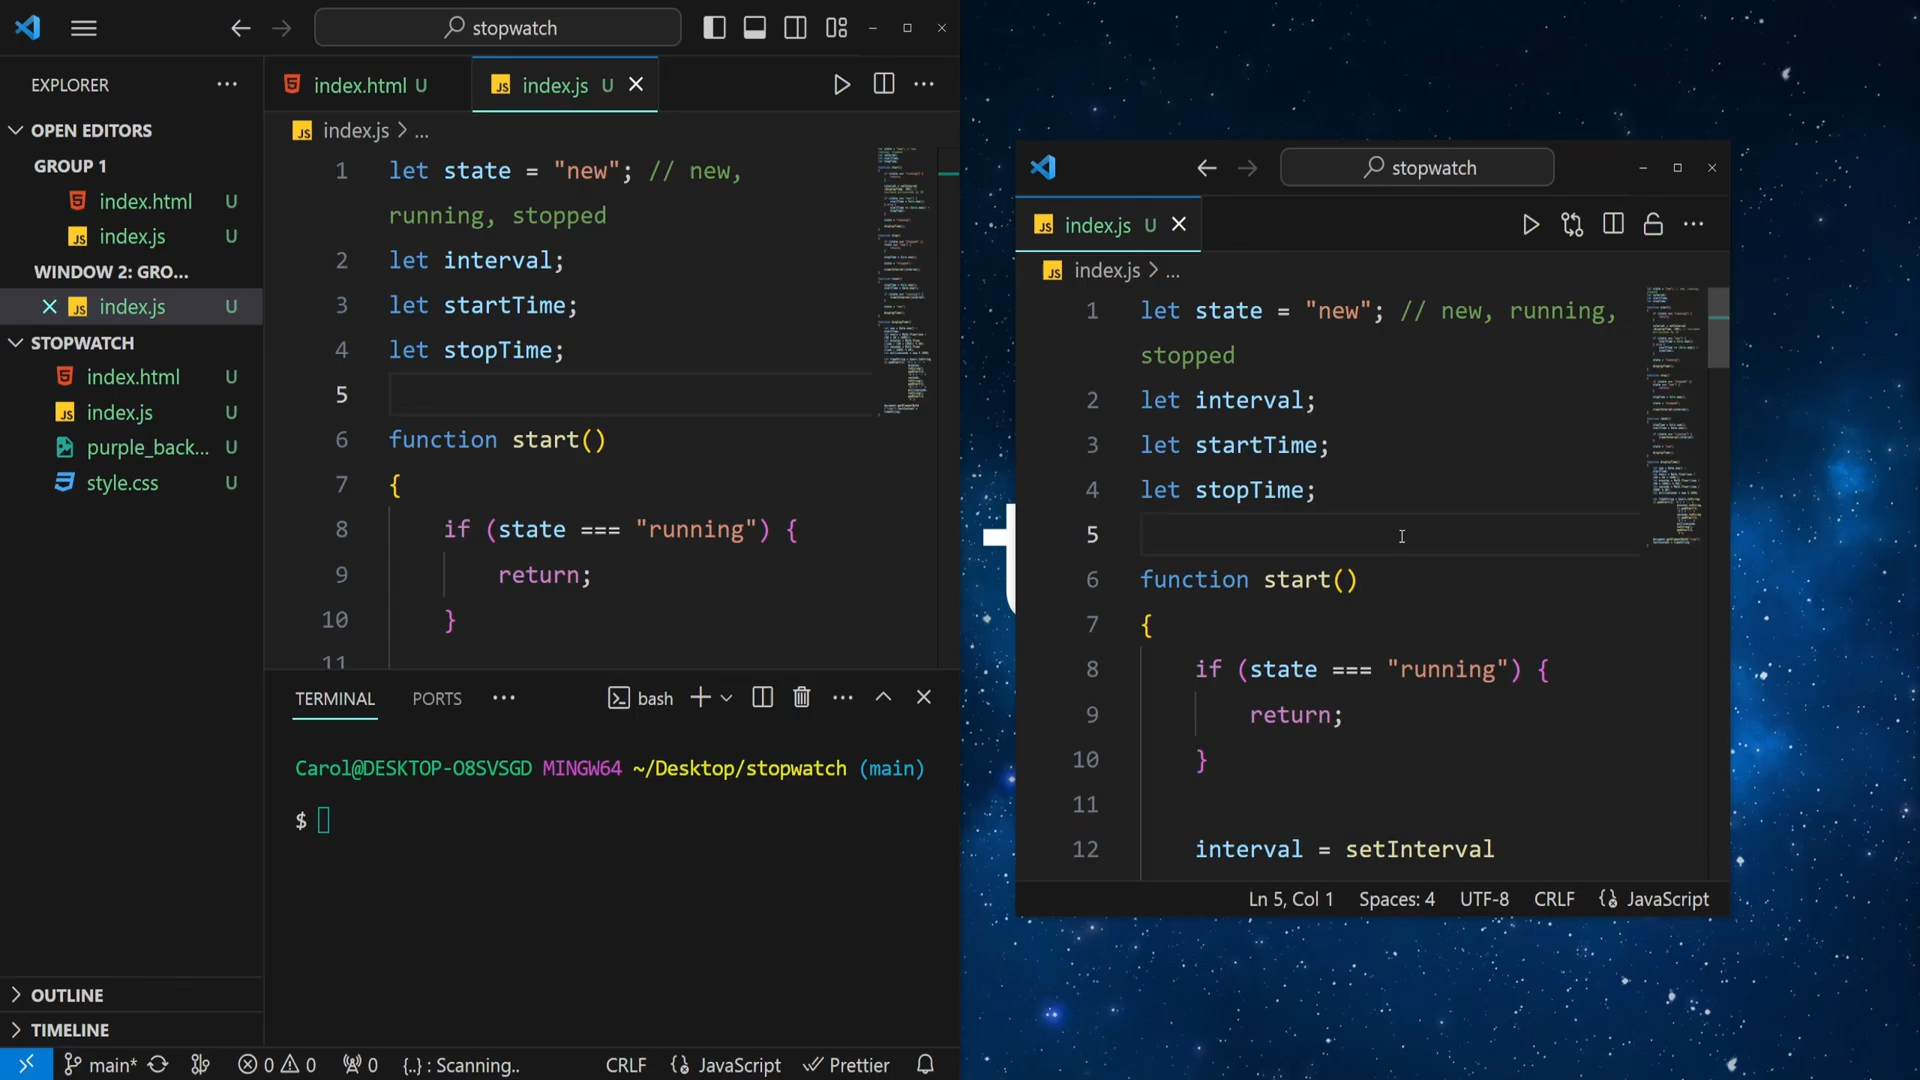 stopwatch
EXPLORER
OPEN EDITORS
GROUP 1
index.html U
index.js U
WINDOW 2: GRO...
index.js U
STOPWATCH
index.html U
index.js U
purple_back... U
style.css U
OUTLINE
TIMELINE
index.html U
JS index.js U
JS index.js > ...
1 let state = "new"; // new,
running, stopped
2 let interval;
3 let startTime;
4 let stopTime;
5
6 function start()
7 {
8 if (state === "running") {
9 return;
10 }
11
TERMINAL PORTS
bash
Carol@DESKTOP-O8SVSGD MINGW64 ~/Desktop/stopwatch (main)
$
main* 0 0 0 {..} : Scanning.. CRLF JavaScript Prettier
stopwatch
JS index.js U
JS index.js > ...
1 let state = "new"; // new, running,
stopped
2 let interval;
3 let startTime;
4 let stopTime;
5
6 function start()
7 {
8 if (state === "running") {
9 return;
10 }
11
12 interval = setInterval
Ln 5, Col 1 Spaces: 4 UTF-8 CRLF JavaScript